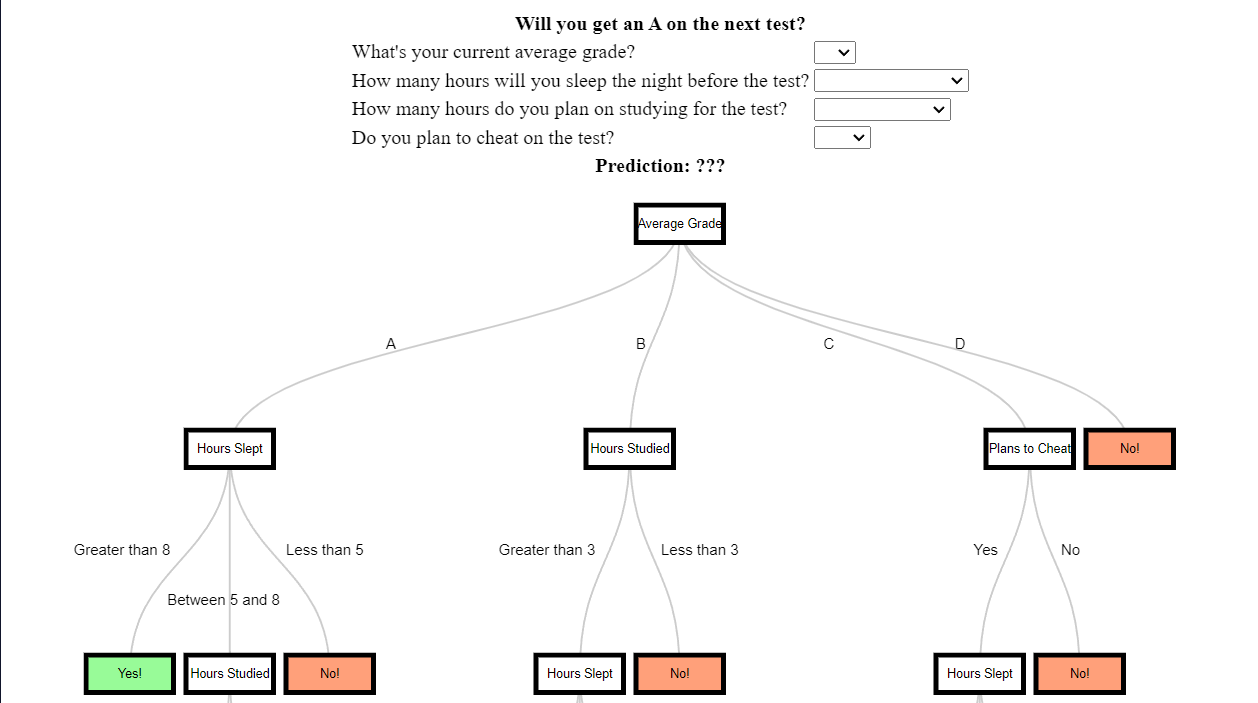 Will you get an A on the next test?
What's your current average grade?
How many hours will you sleep the night before the test?
How many hours do you plan on studying for the test?
Do you plan to cheat on the test?
Prediction: ???
Average Grade
A B C D
Hours Slept Hours Studied Plans to Cheat No!
Greater than 8 Less than 5 Greater than 3 Less than 3 Yes No
Between 5 and 8
Yes! Hours Studied No! Hours Slept No! Hours Slept No!